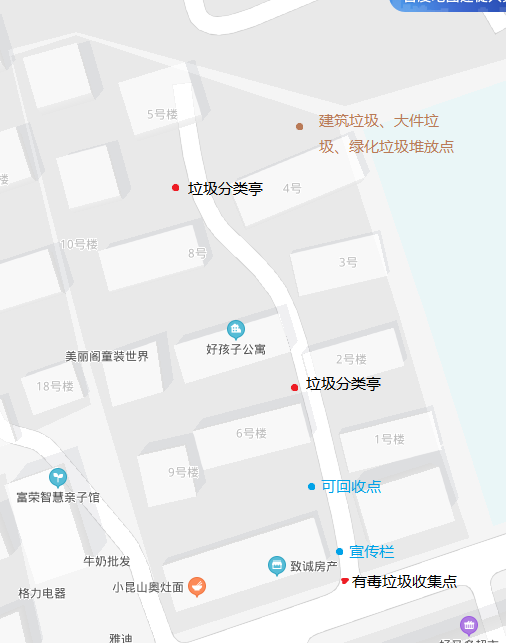 5号楼
建筑垃圾、大件垃
圾、绿化垃圾堆放点
垃圾分类亭
4号
楼
10号楼
8号
3号
好孩子公寓
美丽阁童装世界
2号楼
18号楼
垃圾分类亭
6号楼
1号楼
9号楼
可回收点
富荣智慧亲子馆
宣传栏
牛奶批发
致诚房产
小昆山奥灶面
有毒垃圾收集点
格力电器
雅迪